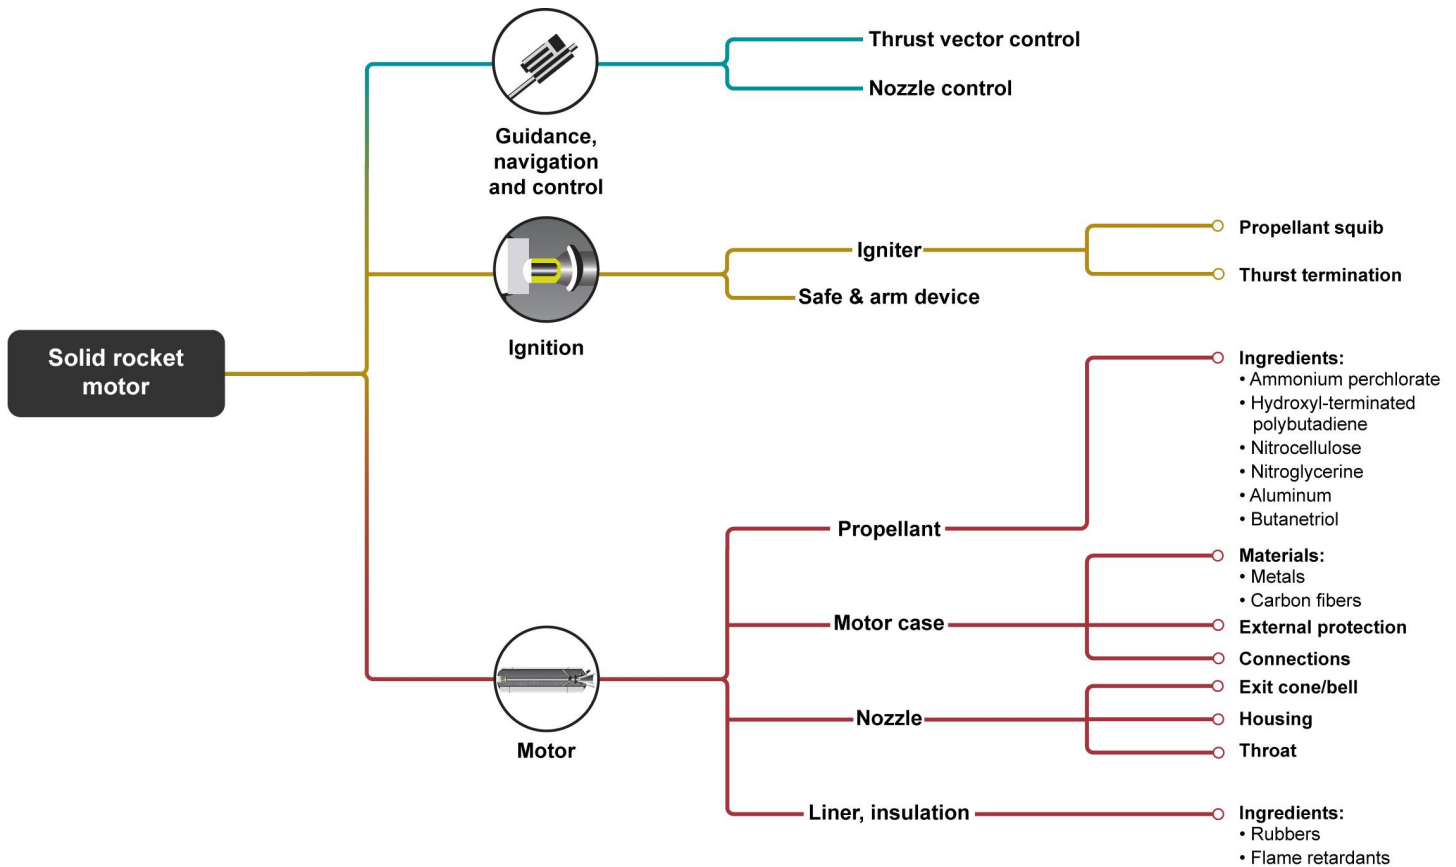 Solid rocket
motor
Guidance,
navigation
and control
Thrust vector control
Nozzle control
Ignition
Igniter
Safe & arm device
Propellant squib
Thurst termination
Motor
Propellant
Ingredients:
• Ammonium perchlorate
• Hydroxyl-terminated
polybutadiene
• Nitrocellulose
• Nitroglycerine
• Aluminum
• Butanetriol
Motor case
Materials:
• Metals
• Carbon fibers
External protection
Connections
Nozzle
Exit cone/bell
Housing
Throat
Liner, insulation
Ingredients:
• Rubbers
• Flame retardants